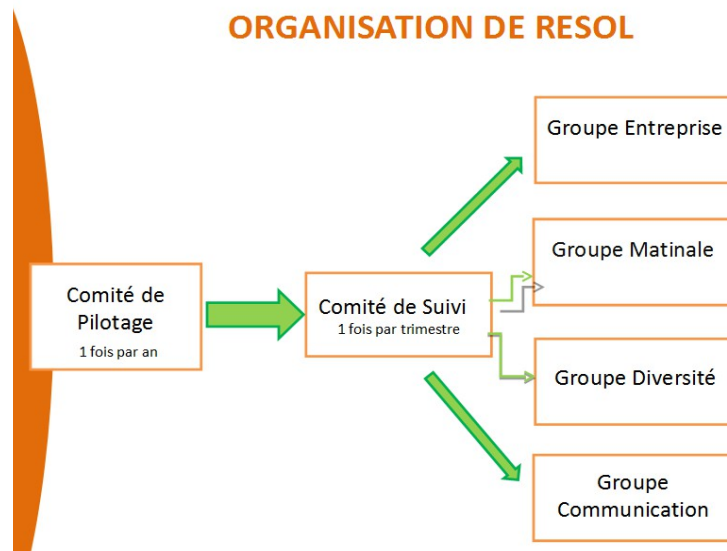 ORGANISATION DE RESOL
Groupe Entreprise
Groupe Matinale
Comité de
Pilotage
1 fois par an
Comité de Suivi
1 fois par trimestre
Groupe Diversité
Groupe
Communication